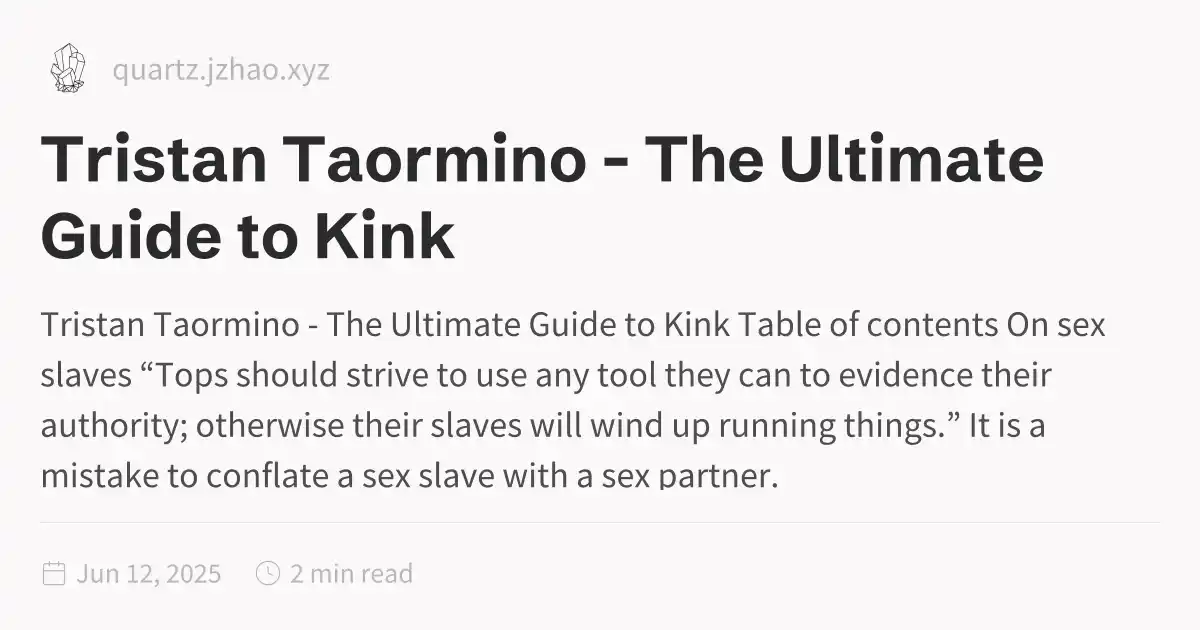 quartz.jzhao.xyz
Tristan Taormino - The Ultimate
Guide to Kink
Tristan Taormino - The Ultimate Guide to Kink Table of contents On sex
slaves “Tops should strive to use any tool they can to evidence their
authority; otherwise their slaves will wind up running things.” It is a
mistake to conflate a sex slave with a sex partner.
Jun 12, 2025 2 min read